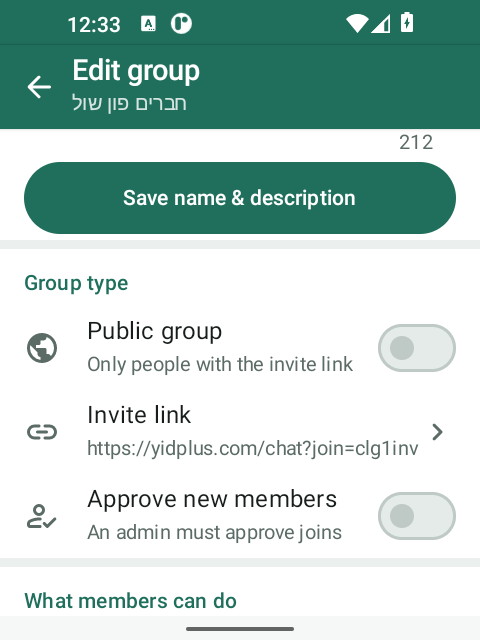 12:33
Edit group
חברים פון שול
212
Save name & description
Group type
Public group
Only people with the invite link
Invite link
https://yidplus.com/chat?join=clg1inv
Approve new members
An admin must approve joins
What members can do